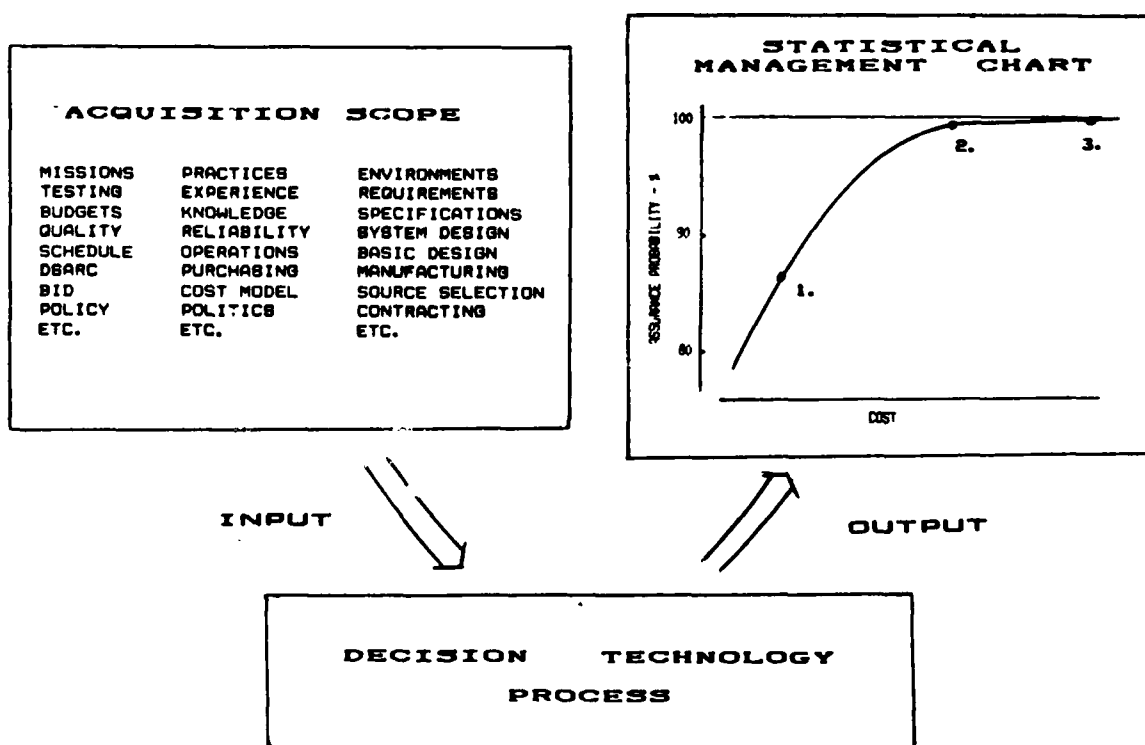 ACQUISITION SCOPE
MISSIONS PRACTICES ENVIRONMENTS
TESTING EXPERIENCE REQUIREMENTS
BUDGETS KNOWLEDGE SPECIFICATIONS
QUALITY RELIABILITY SYSTEM DESIGN
SCHEDULE OPERATIONS BASIC DESIGN
DSARC PURCHASING MANUFACTURING
BID COST MODEL SOURCE SELECTION
POLICY POLITICS CONTRACTING
ETC. ETC. ETC.
STATISTICAL
MANAGEMENT CHART
100
90
80
ASSURANCE PROBABILITY - %
1.
2.
3.
COST
INPUT
OUTPUT
DECISION TECHNOLOGY
PROCESS